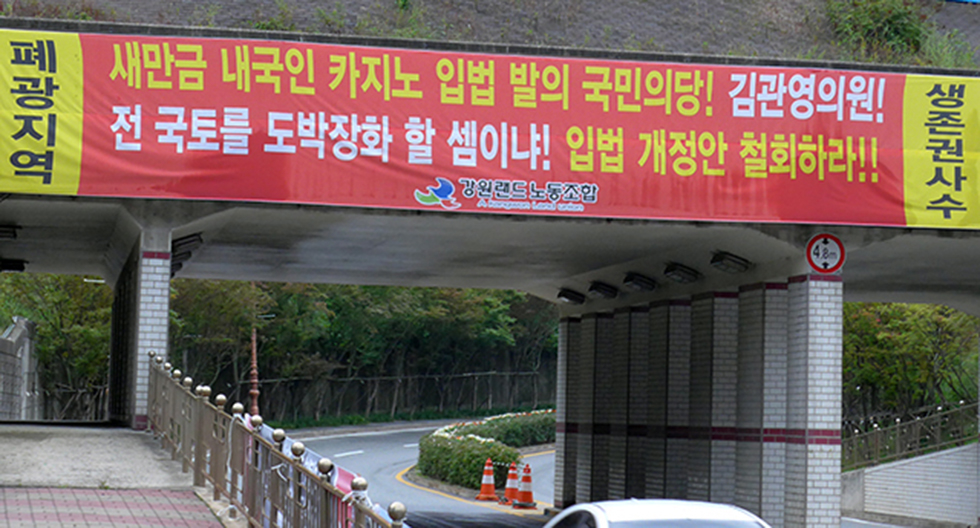 폐광지역
새만금 내국인 카지노 입법 발의 국민의당! 김관영의원!
전 국토를 도박장화 할 셈이냐! 입법 개정안 철회하라!!
강원랜드노동조합
A Kangwon Land union
생존권사수
4.8m